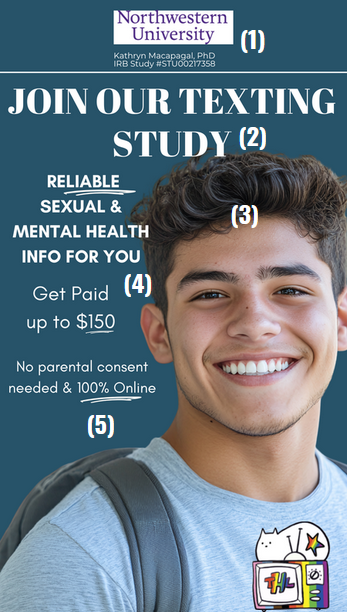 Northwestern
University
(1)
Kathryn Macapagal, PhD
IRB Study #STU00217358
JOIN OUR TEXTING
STUDY (2)
RELIABLE
SEXUAL &
MENTAL HEALTH
INFO FOR YOU
(3)
(4)
Get Paid
up to $150
No parental consent
needed & 100% Online
(5)
THL